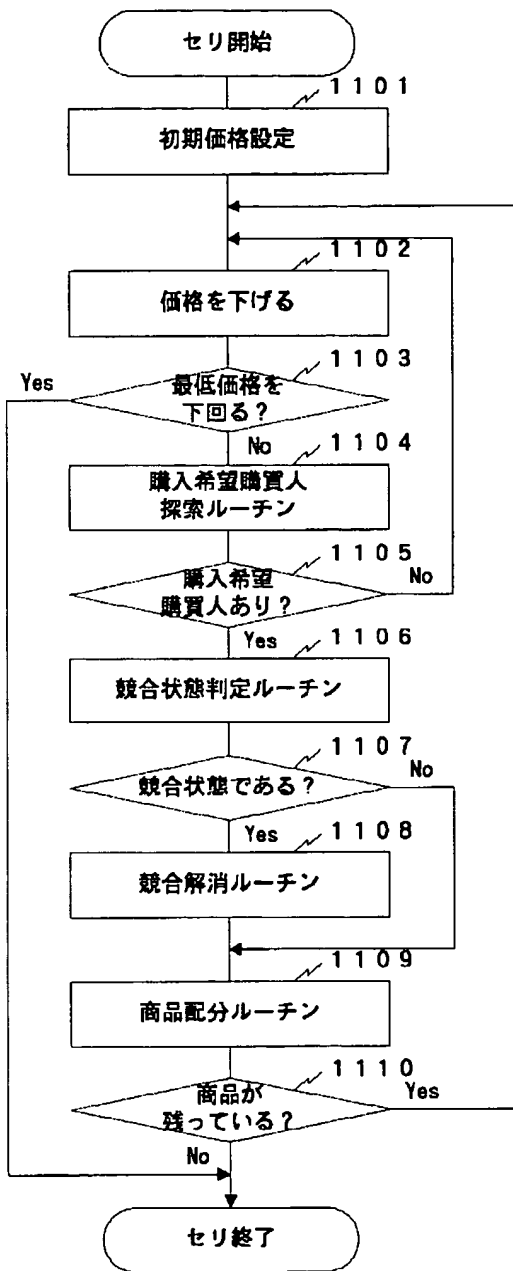 セリ開始
1101
初期価格設定
1102
価格を下げる
1103
Yes
最低価格を
下回る?
No
1104
購入希望購買人
探索ルーチン
1105
購入希望
購買人あり?
No
Yes
1106
競合状態判定ルーチン
1107
競合状態である?
No
Yes
1108
競合解消ルーチン
1109
商品配分ルーチン
1110
商品が
残っている?
Yes
No
セリ終了